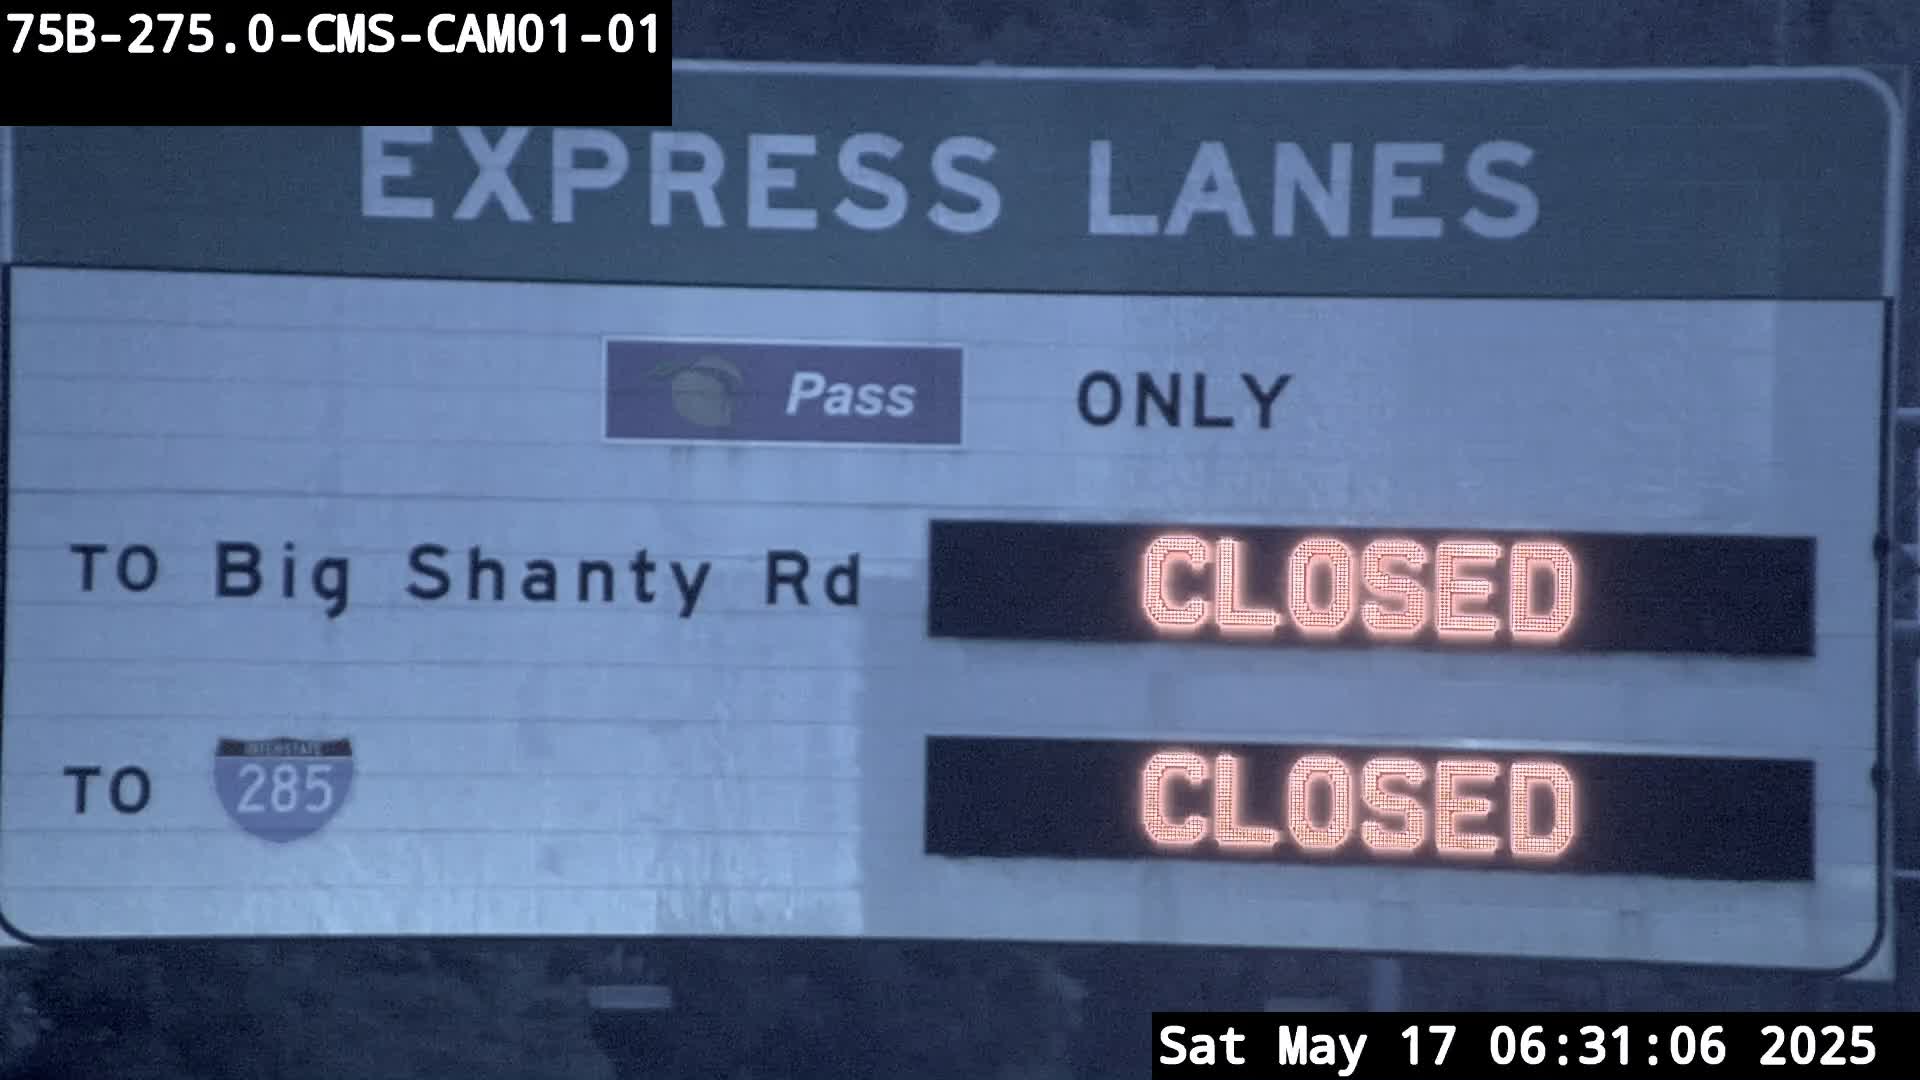 75B-275.0-CMS-CAM01-01
EXPRESS LANES
Pass ONLY
TO Big Shanty Rd CLOSED
INTERSTATE
TO 285 CLOSED
Sat May 17 06:31:06 2025